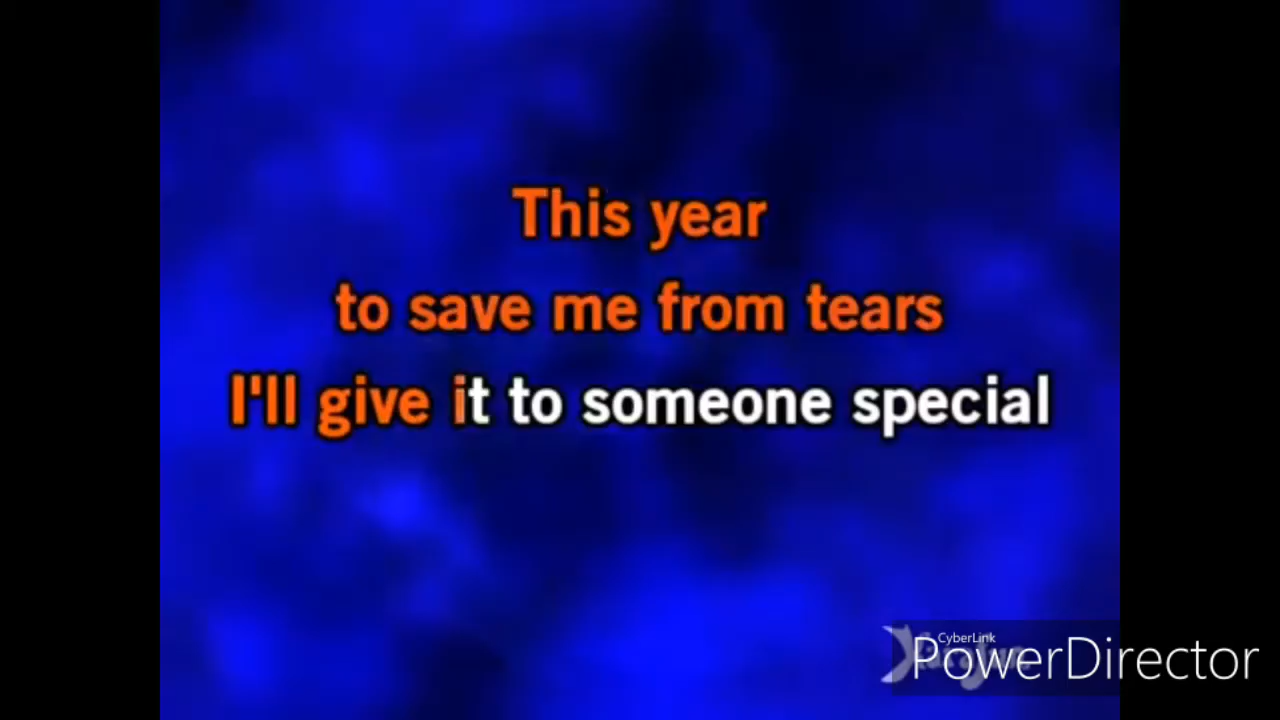 This year
to save me from tears
I'll give it to someone special
CyberLink
PowerDirector